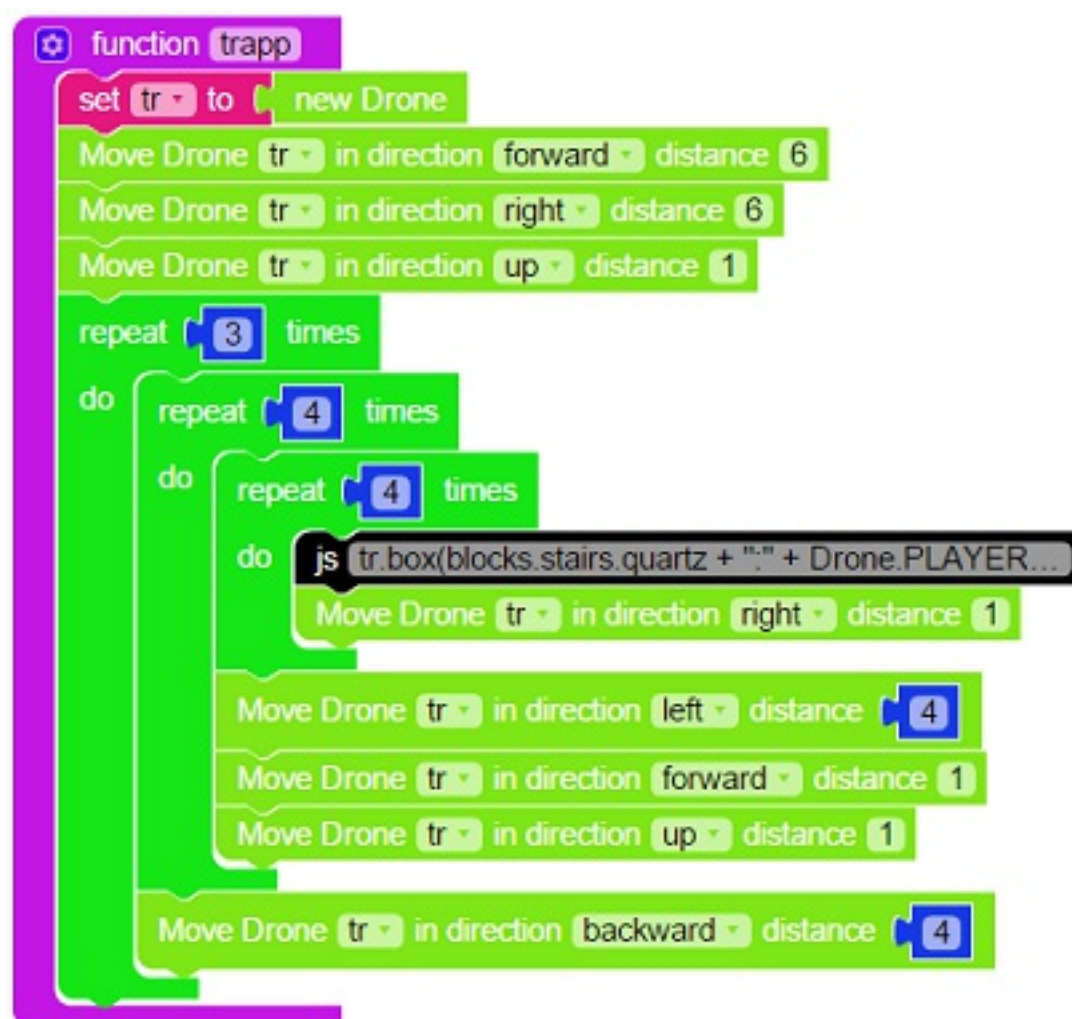 function trapp
set tr to new Drone
Move Drone tr in direction forward distance 6
Move Drone tr in direction right distance 6
Move Drone tr in direction up distance 1
repeat 3 times
do repeat 4 times
do repeat 4 times
do js tr.box(blocks.stairs.quartz + ":" + Drone.PLAYER...
Move Drone tr in direction right distance 1
Move Drone tr in direction left distance 4
Move Drone tr in direction forward distance 1
Move Drone tr in direction up distance 1
Move Drone tr in direction backward distance 4